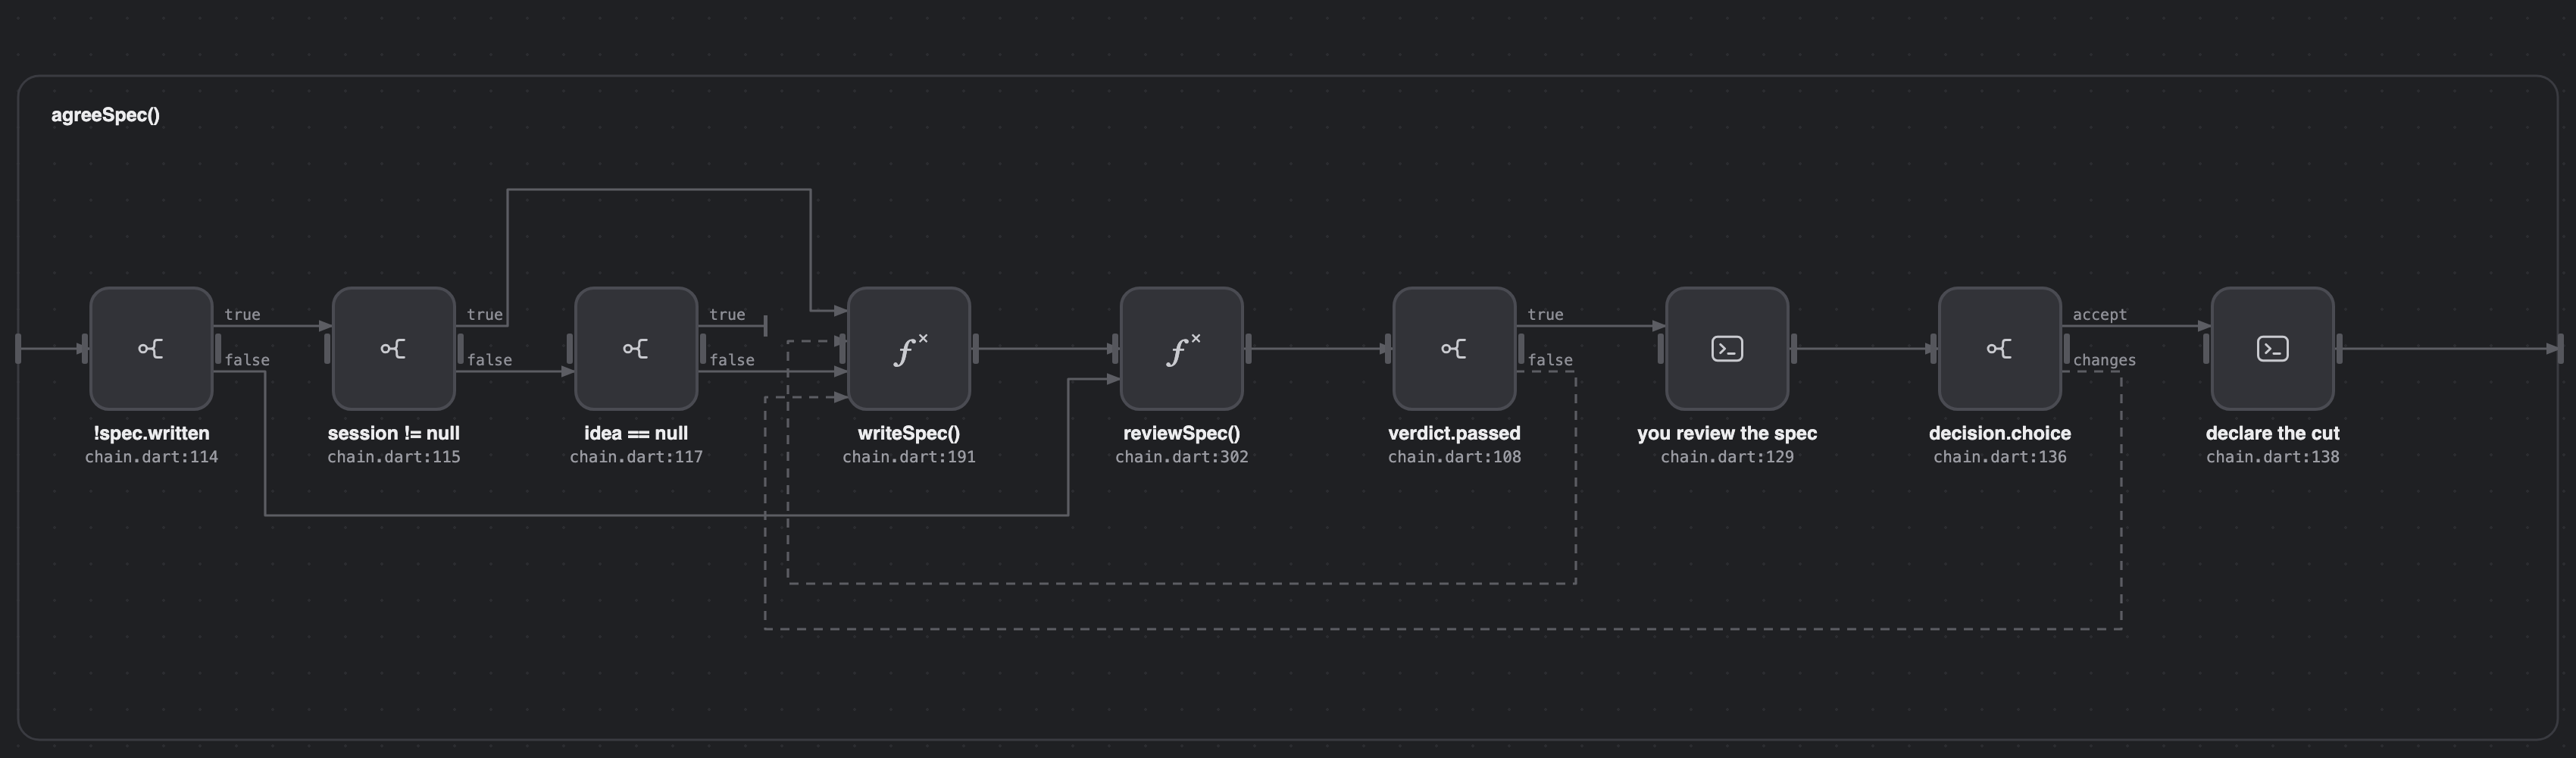 agreeSpec()
true
false
!spec.written
chain.dart:114
true
false
session != null
chain.dart:115
true
false
idea == null
chain.dart:117
f×
writeSpec()
chain.dart:191
f×
reviewSpec()
chain.dart:302
true
false
verdict.passed
chain.dart:108
you review the spec
chain.dart:129
accept
changes
decision.choice
chain.dart:136
declare the cut
chain.dart:138